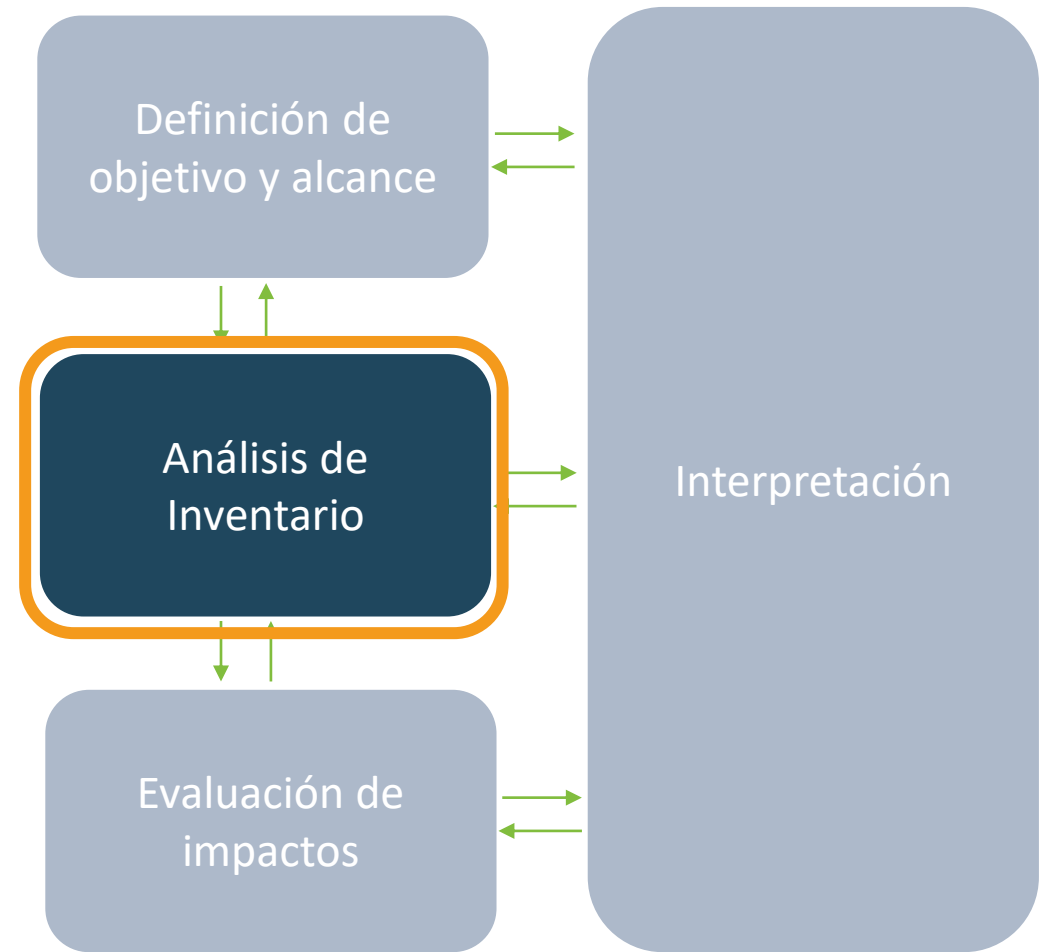 Definición de
objetivo y alcance
Análisis de
Inventario
Interpretación
Evaluación de
impactos